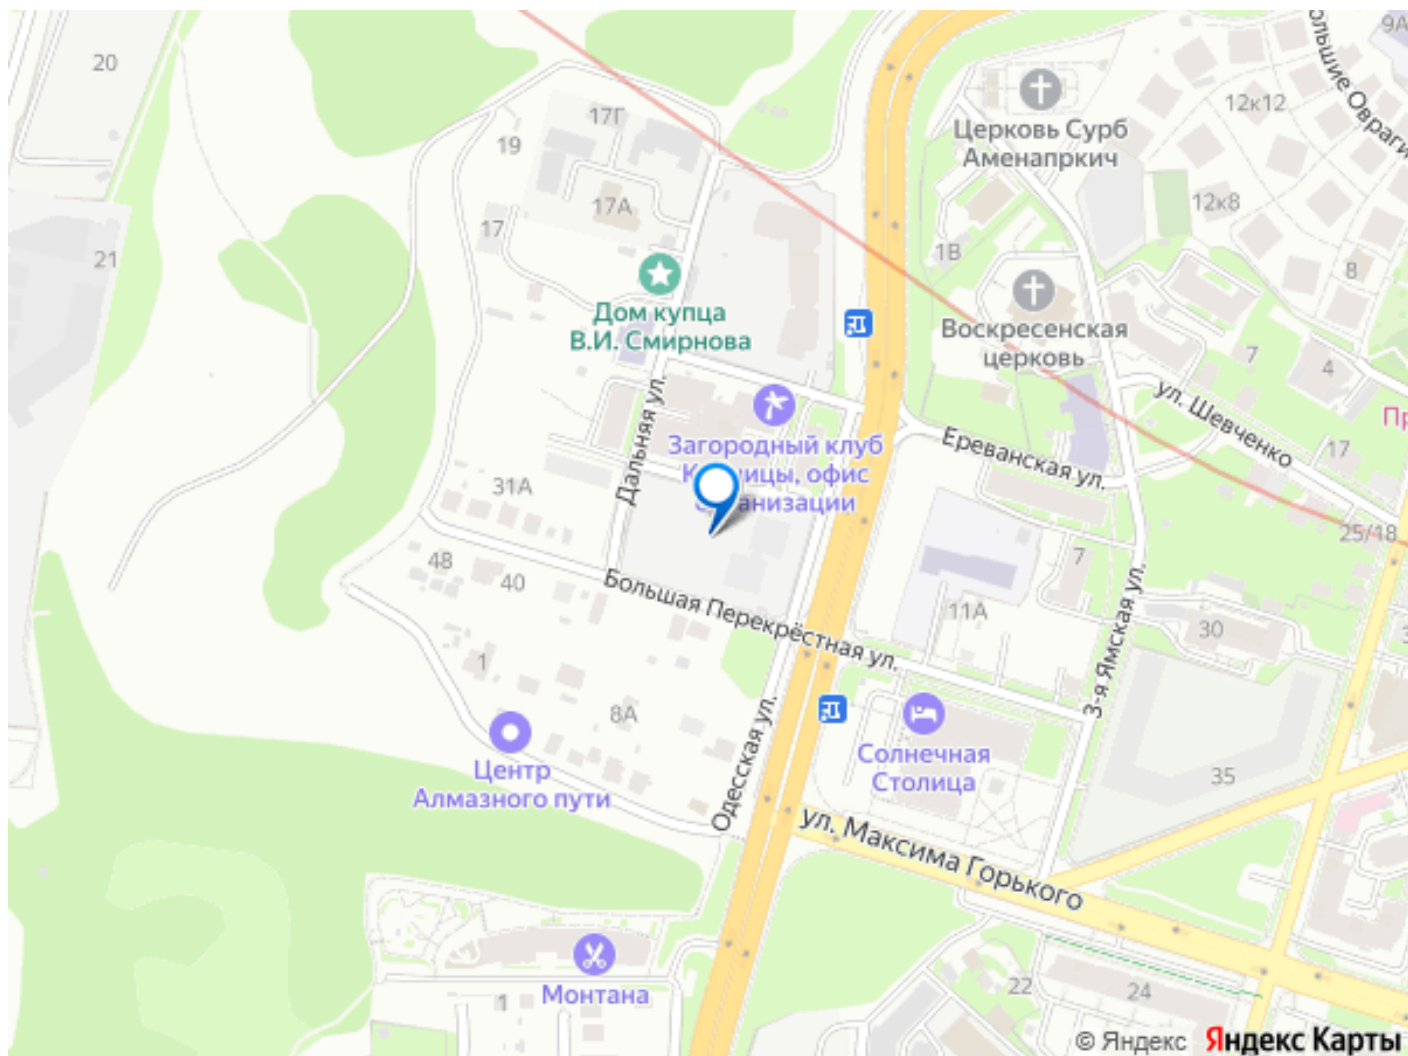 20
17Г
19
Церковь Сурб
Аменапркич
12к12
9А
ольшие Овраги
17А
17
12к8
21
1В
8
Дом купца
В.И. Смирнова
Воскресенская
церковь
7
4
Дальняя ул.
Загородный клуб
офис
Ереванская ул.
ул. Шевченко
17
31А
25/18
48
40
Большая Перекрёстная ул.
7
11А
30
3-я Ямская ул.
1
8А
Одесская ул.
Солнечная
Столица
35
Центр
Алмазного пути
ул. Максима Горького
22
24
1
Монтана
© Яндекс Яндекс Карты